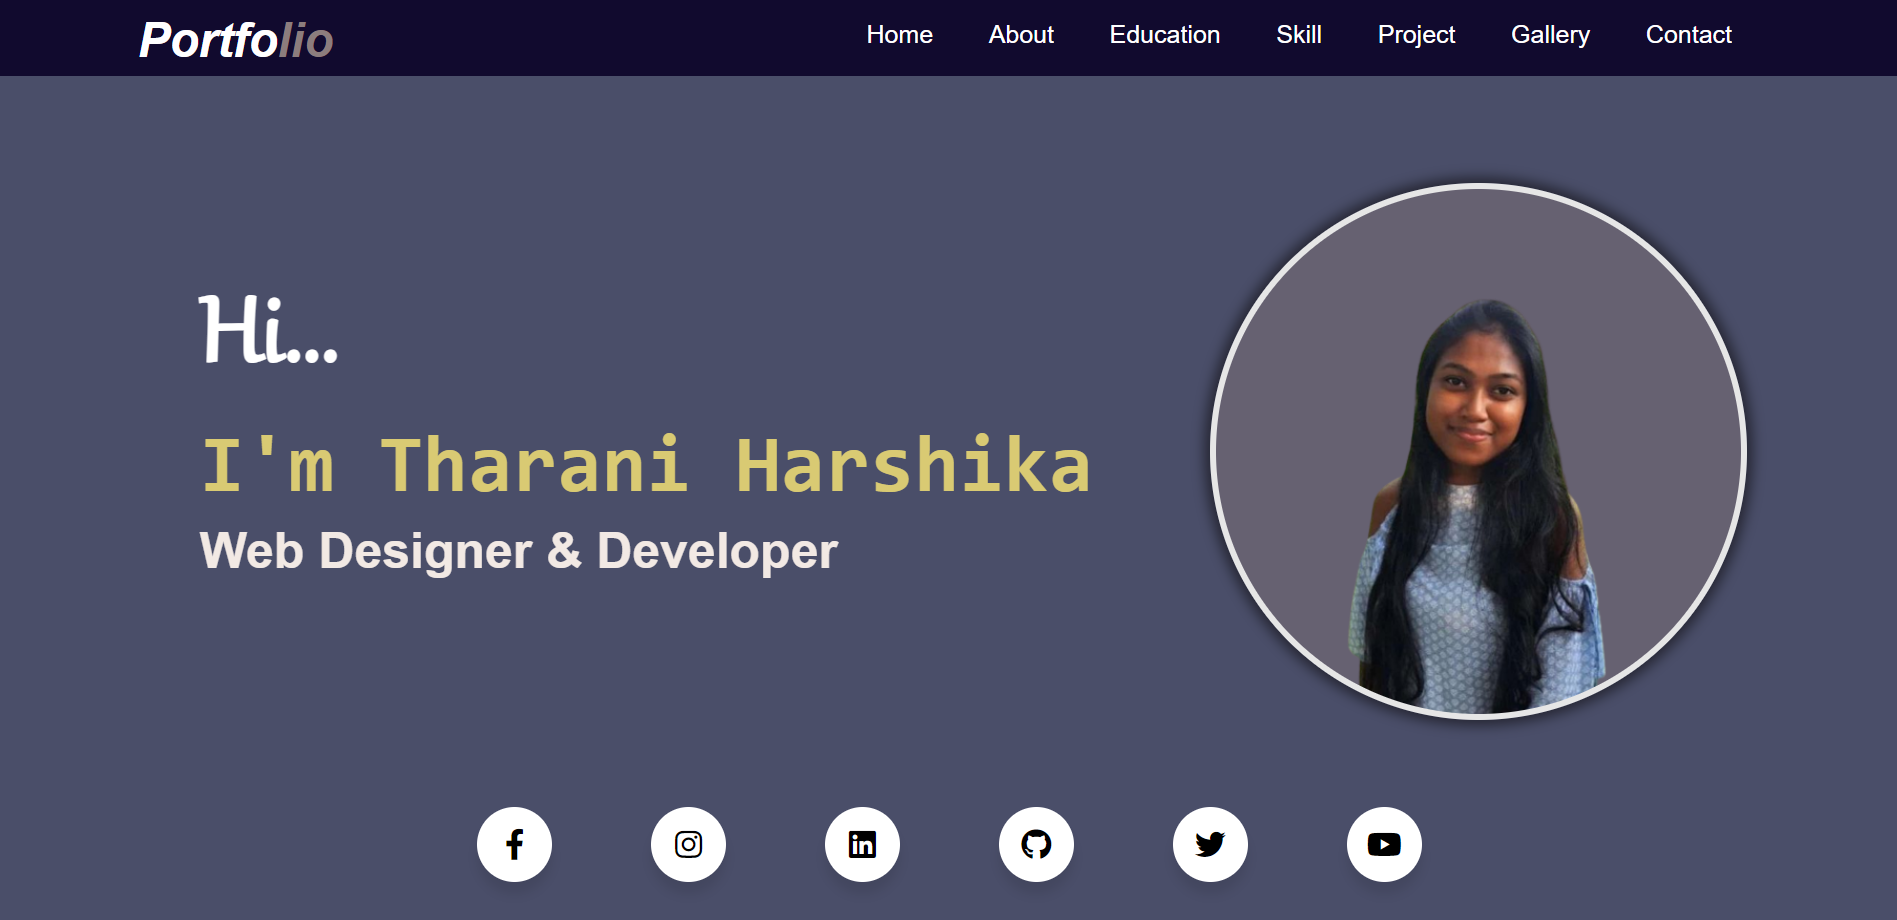 Portfolio
Home About Education Skill Project Gallery Contact
Hi...
I'm Tharani Harshika
Web Designer & Developer